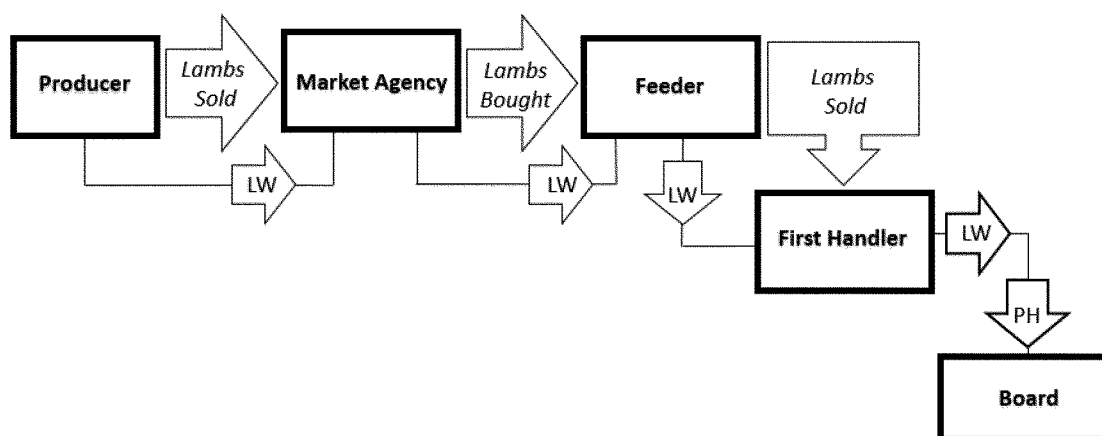 Producer
Lambs
Sold
Market Agency
Lambs
Bought
Feeder
Lambs
Sold
LW
LW
LW
First Handler
LW
PH
Board